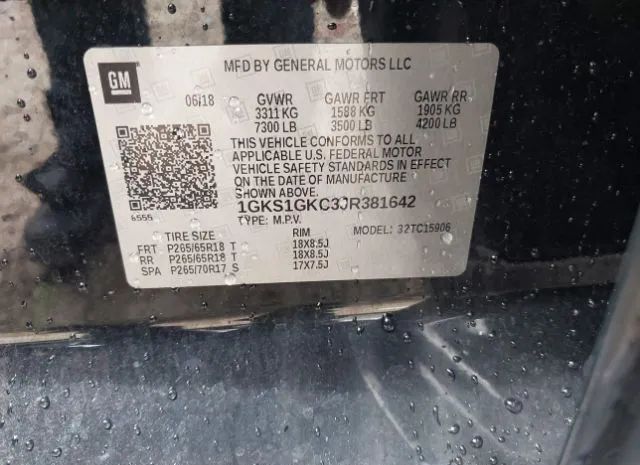 MFD BY GENERAL MOTORS LLC
GM
06/18 GVWR GAWR FRT GAWR RR
3311 KG 1588 KG 1905 KG
7300 LB 3500 LB 4200 LB
THIS VEHICLE CONFORMS TO ALL
APPLICABLE U.S. FEDERAL MOTOR
VEHICLE SAFETY STANDARDS IN EFFECT
ON THE DATE OF MANUFACTURE
SHOWN ABOVE.
6555 1GKS1GKC3JR381642
TYPE: M.P.V. MODEL: 32TC15906
TIRE SIZE RIM
FRT P265/65R18 T 18X8.5J
RR P265/65R18 T 18X8.5J
SPA P265/70R17 S 17X7.5J